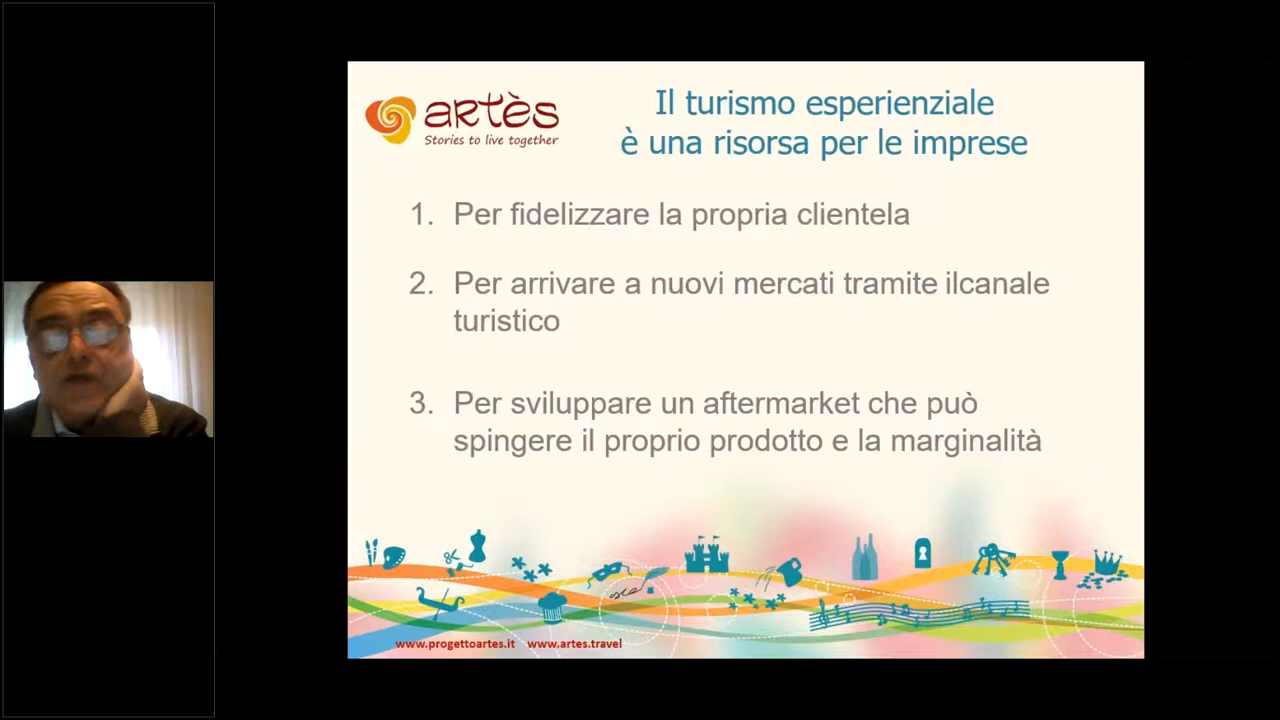 artès
Stories to live together
Il turismo esperienziale
è una risorsa per le imprese
1. Per fidelizzare la propria clientela
2. Per arrivare a nuovi mercati tramite ilcanale
turistico
3. Per sviluppare un aftermarket che può
spingere il proprio prodotto e la marginalità
www.progettoartes.it www.artes.travel